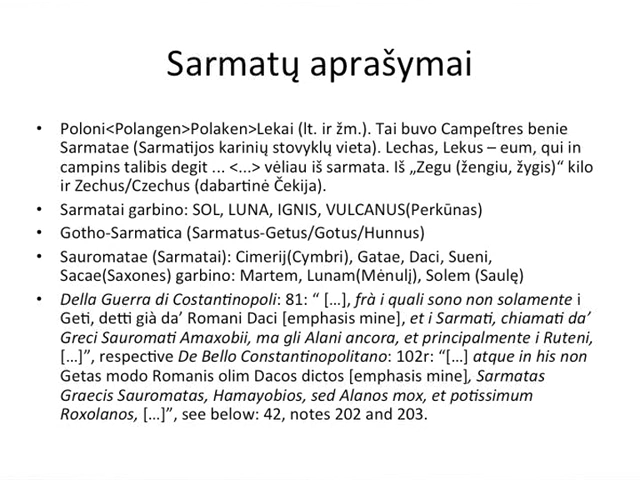 Sarmatų aprašymai
• Poloni<Polangen>Polaken>Lekai (lt. ir žm.). Tai buvo Campeſtres benie
Sarmatae (Sarmatijos karinių stovyklų vieta). Lechas, Lekus – eum, qui in
campins talibis degit ... <...> vėliau iš sarmata. Iš „Zegu (žengiu, žygis)“ kilo
ir Zechus/Czechus (dabartinė Čekija).
• Sarmatai garbino: SOL, LUNA, IGNIS, VULCANUS(Perkūnas)
• Gotho-Sarmatica (Sarmatus-Getus/Gotus/Hunnus)
• Sauromatae (Sarmatai): Cimerij(Cymbri), Gatae, Daci, Sueni,
Sacae(Saxones) garbino: Martem, Lunam(Mėnulį), Solem (Saulę)
• Della Guerra di Costantinopoli: 81: “ […], frà i quali sono non solamente i
Geti, detti già da’ Romani Daci [emphasis mine], et i Sarmati, chiamati da’
Greci Sauromati Amaxobii, ma gli Alani ancora, et principalmente i Ruteni,
[…]”, respective De Bello Constantinopolitano: 102r: “[…] atque in his non
Getas modo Romanis olim Dacos dictos [emphasis mine], Sarmatas
Graecis Sauromatas, Hamayobios, sed Alanos mox, et potissimum
Roxolanos, […]”, see below: 42, notes 202 and 203.